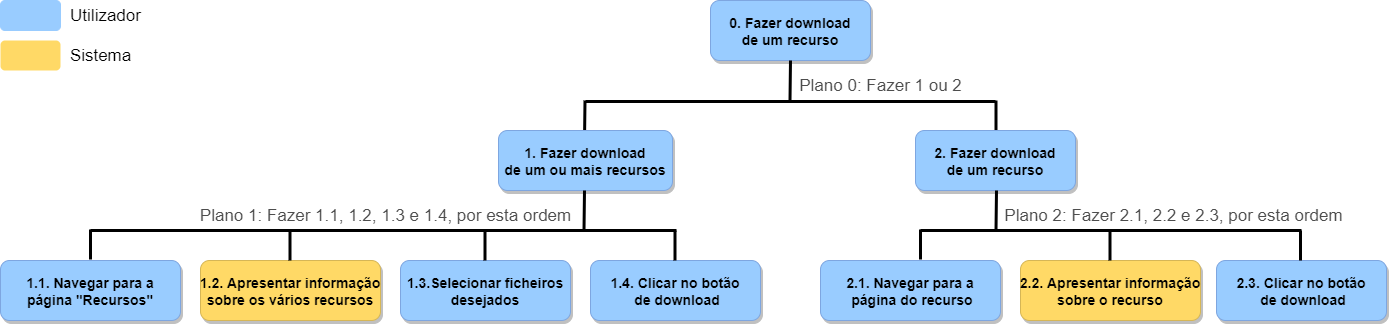 Utilizador
Sistema
0. Fazer download
de um recurso
Plano 0: Fazer 1 ou 2
1. Fazer download
de um ou mais recursos
2. Fazer download
de um recurso
Plano 1: Fazer 1.1, 1.2, 1.3 e 1.4, por esta ordem
Plano 2: Fazer 2.1, 2.2 e 2.3, por esta ordem
1.1. Navegar para a
página "Recursos"
1.2. Apresentar informação
sobre os vários recursos
1.3.Selecionar ficheiros
desejados
1.4. Clicar no botão
de download
2.1. Navegar para a
página do recurso
2.2. Apresentar informação
sobre o recurso
2.3. Clicar no botão
de download